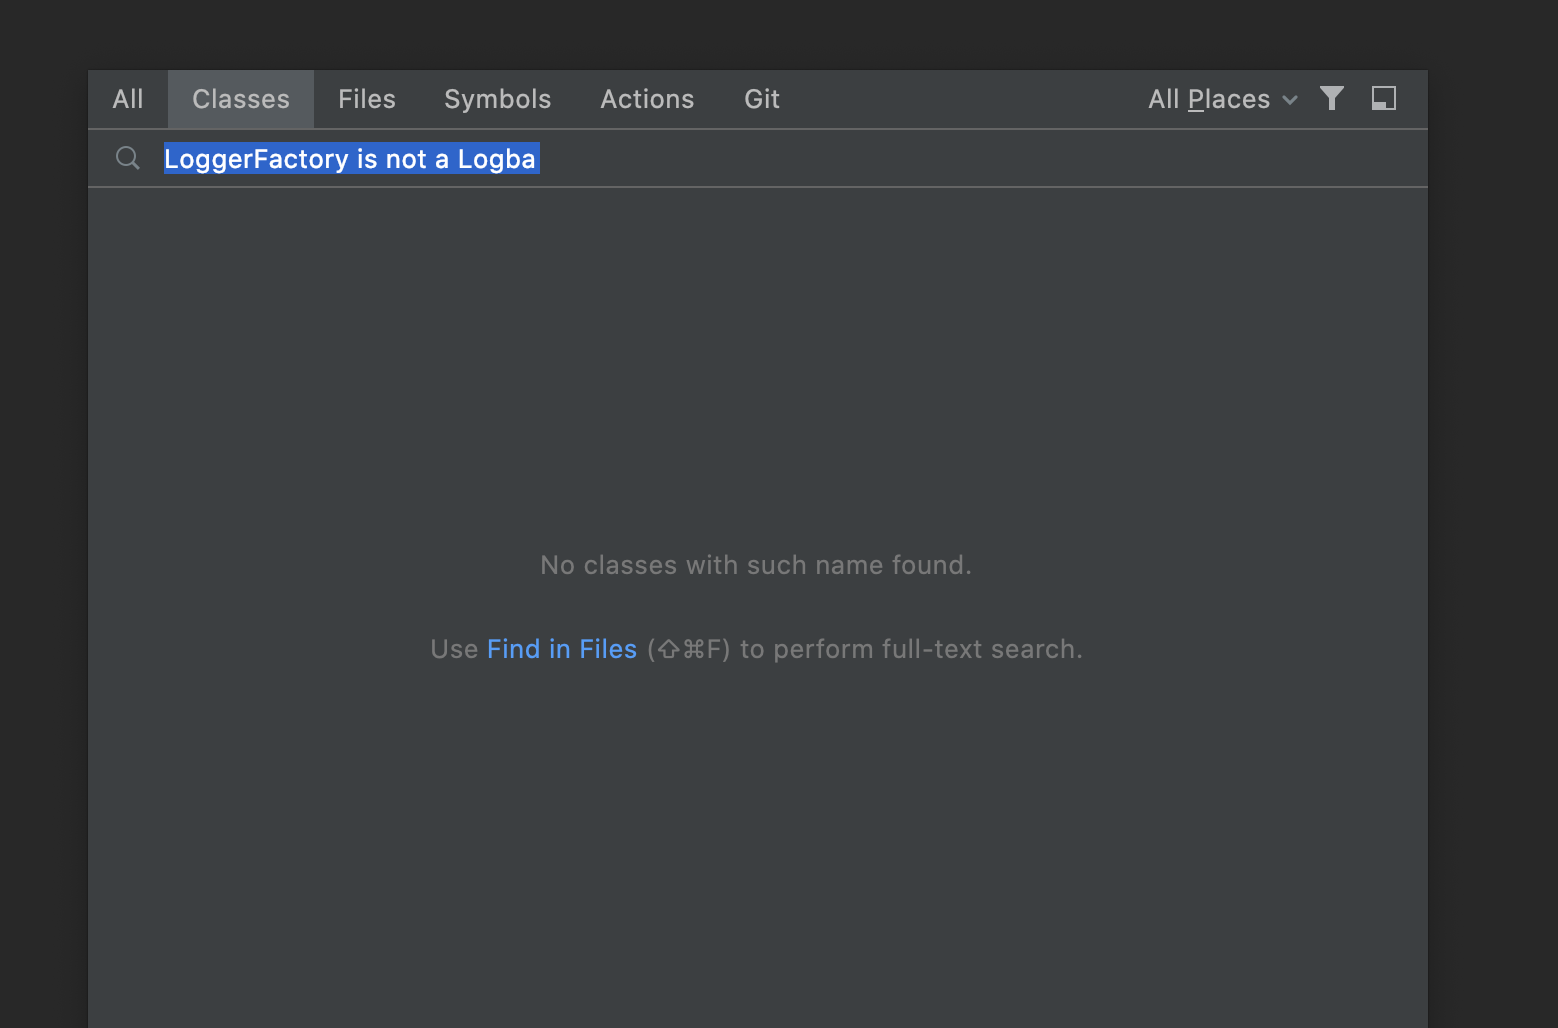 All Classes Files Symbols Actions Git All Places
LoggerFactory is not a Logba
No classes with such name found.
Use Find in Files (⇧⌘F) to perform full-text search.